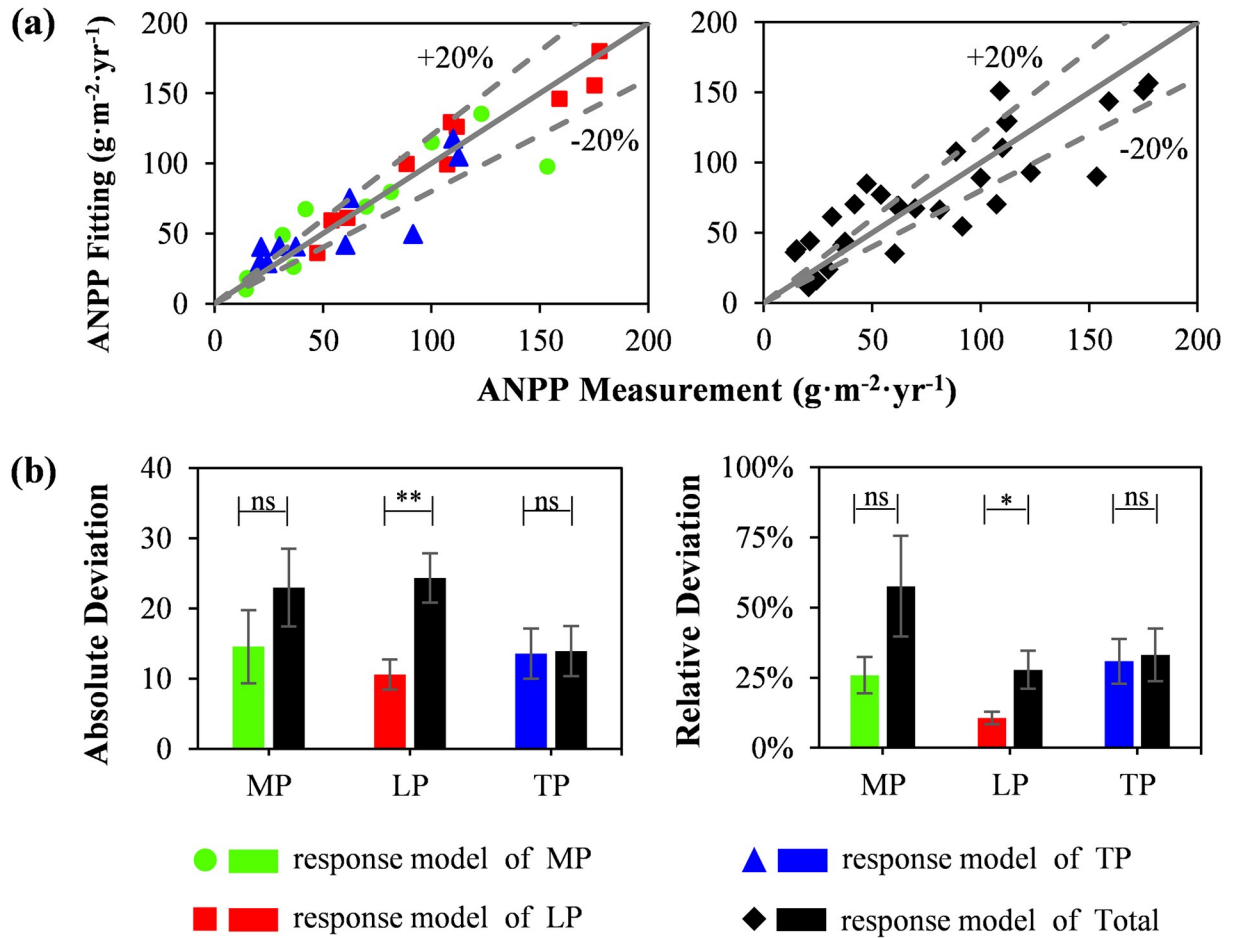 (a)
ANPP Fitting (g·m-2·yr-1)
200
150
100
50
0
+20%
-20%
0 50 100 150 200
200
150
100
50
0
+20%
-20%
0 50 100 150 200
ANPP Measurement (g·m-2·yr-1)
(b)
Absolute Deviation
40
30
20
10
0
ns
**
ns
MP LP TP
Relative Deviation
100%
75%
50%
25%
0%
ns
*
ns
MP LP TP
response model of MP
response model of TP
response model of LP
response model of Total